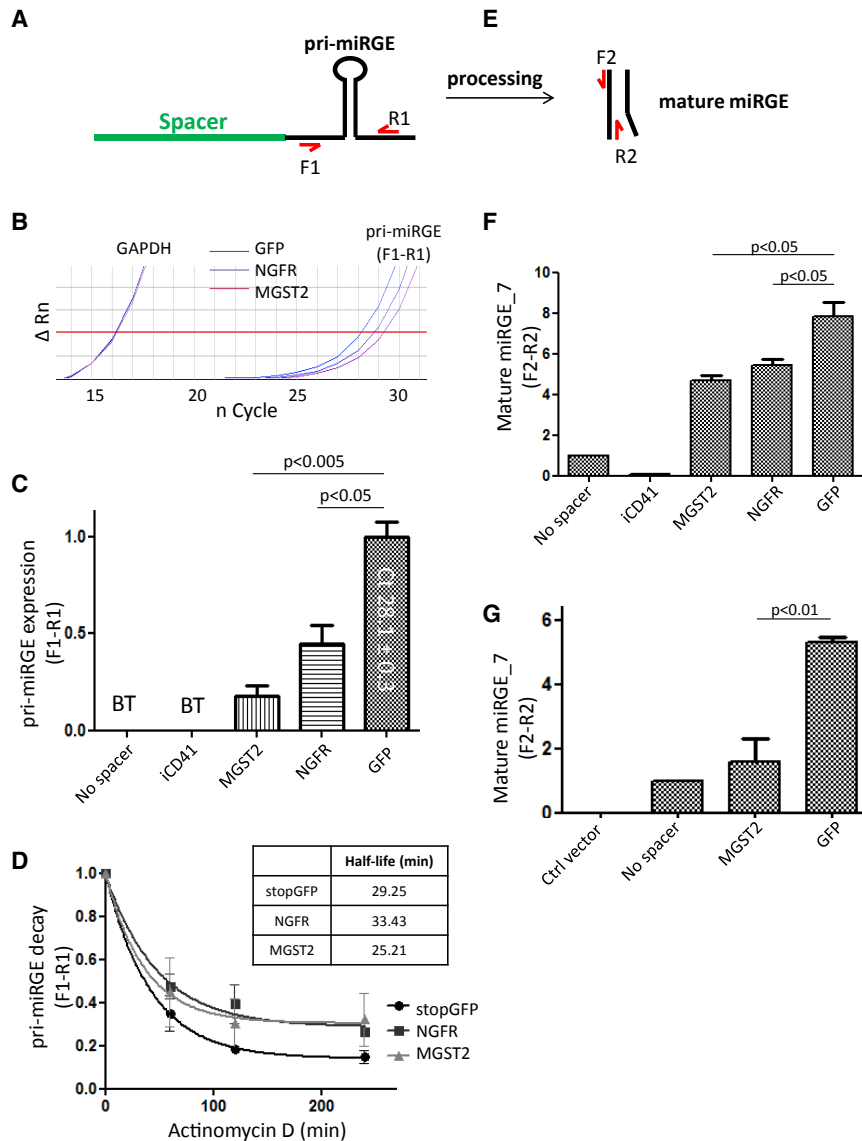 A
pri-miRGE
Spacer
F1
R1
processing
E
F2
R2
mature miRGE
B
GAPDH
GFP
NGFR
MGST2
pri-miRGE
(F1-R1)
Δ Rn
15
20
25
30
n Cycle
C
p<0.005
p<0.05
pri-miRGE expression
(F1-R1)
1.0
0.5
0.0
BT
BT
Ct 28.1 ± 0.3
No spacer
iCD41
MGST2
NGFR
GFP
D
pri-miRGE decay
(F1-R1)
1.0
0.8
0.6
0.4
0.2
0.0
0
100
200
Actinomycin D (min)
Half-life (min)
stopGFP 29.25
NGFR 33.43
MGST2 25.21
stopGFP
NGFR
MGST2
F
p<0.05
p<0.05
Mature miRGE_7
(F2-R2)
10
8
6
4
2
0
No spacer
iCD41
MGST2
NGFR
GFP
G
p<0.01
Mature miRGE_7
(F2-R2)
6
4
2
0
Ctrl vector
No spacer
MGST2
GFP